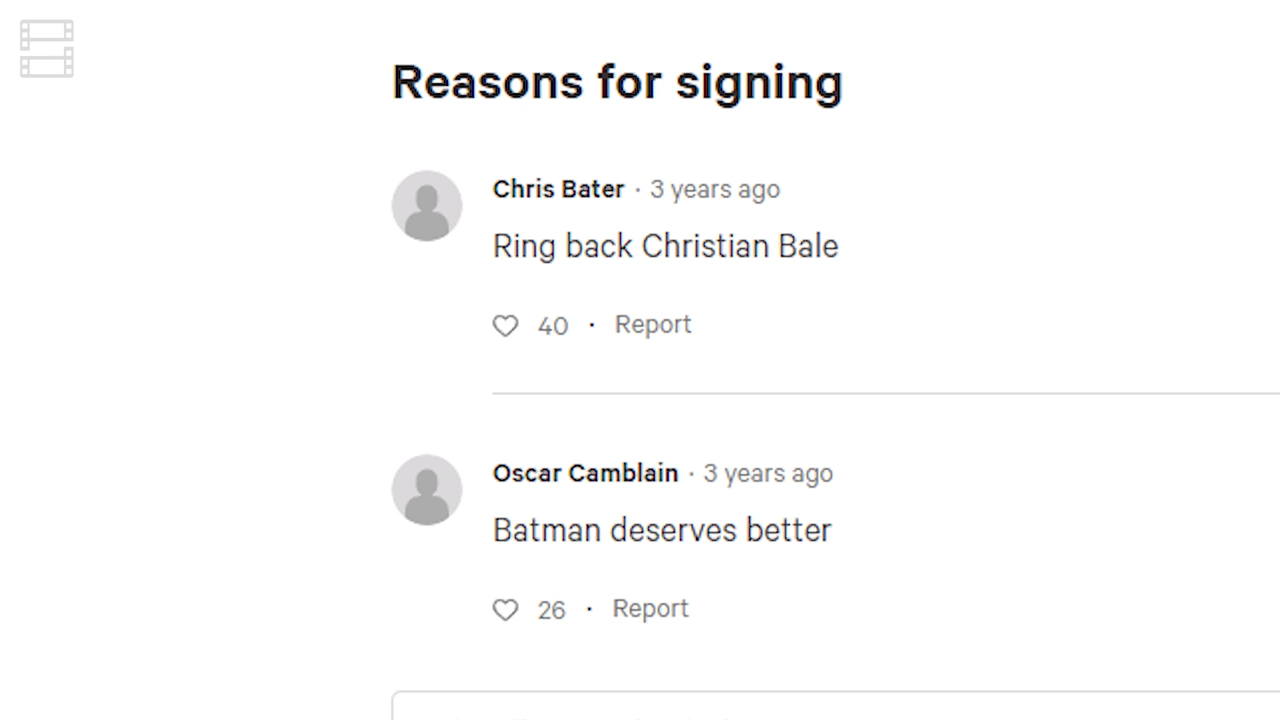 Reasons for signing
Chris Bater · 3 years ago
Ring back Christian Bale
40 · Report
Oscar Camblain · 3 years ago
Batman deserves better
26 · Report